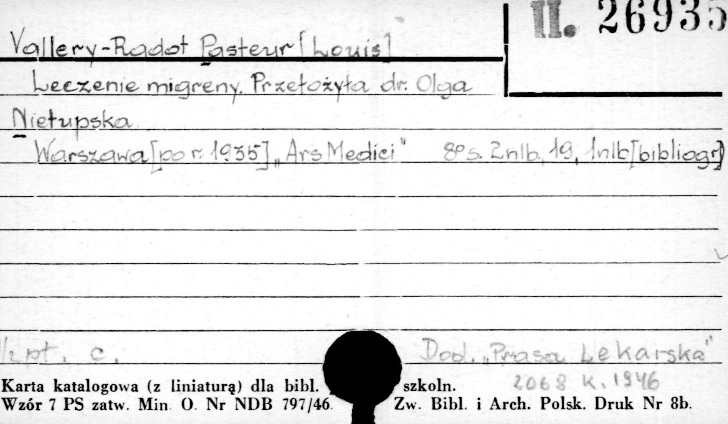 II. 26935
Vallery-Radot Pasteur [Louis]
Leczenie migreny. Przełożyła dr. Olga
Nietupska
Warszawa [po r. 1935] „Ars Medici" 8° s. 2nlb, 19, 1nlb [bibliogr]
pt. c. Dod. „Prasa Lekarska"
2068 K. 1946
Karta katalogowa (z liniaturą) dla bibl. szkoln.
Wzór 7 PS zatw. Min. O. Nr NDB 797/46. Zw. Bibl. i Arch. Polsk. Druk Nr 8b.